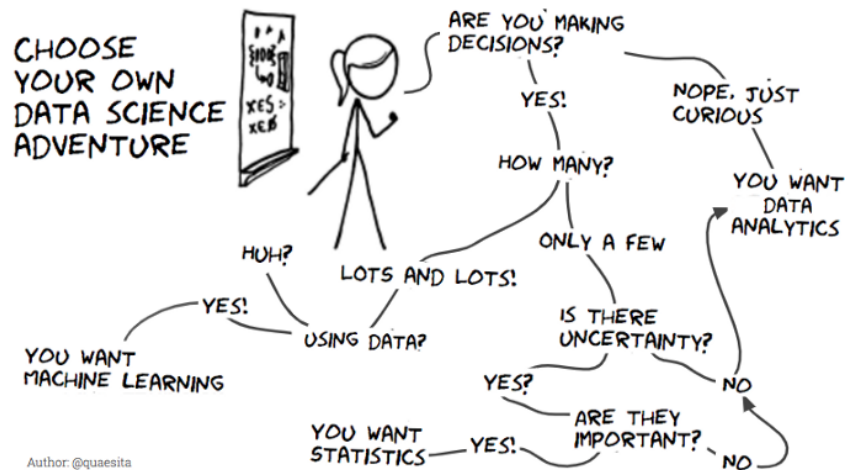 CHOOSE
YOUR OWN
DATA SCIENCE
ADVENTURE
ARE YOU MAKING
DECISIONS?
YES!
NOPE, JUST
CURIOUS
HOW MANY?
YOU WANT
DATA
ANALYTICS
ONLY A FEW
LOTS AND LOTS!
HUH?
YES!
USING DATA?
YOU WANT
MACHINE LEARNING
IS THERE
UNCERTAINTY?
YES?
NO
ARE THEY
IMPORTANT?
YES!
NO
YOU WANT
STATISTICS
Author: @quaesita